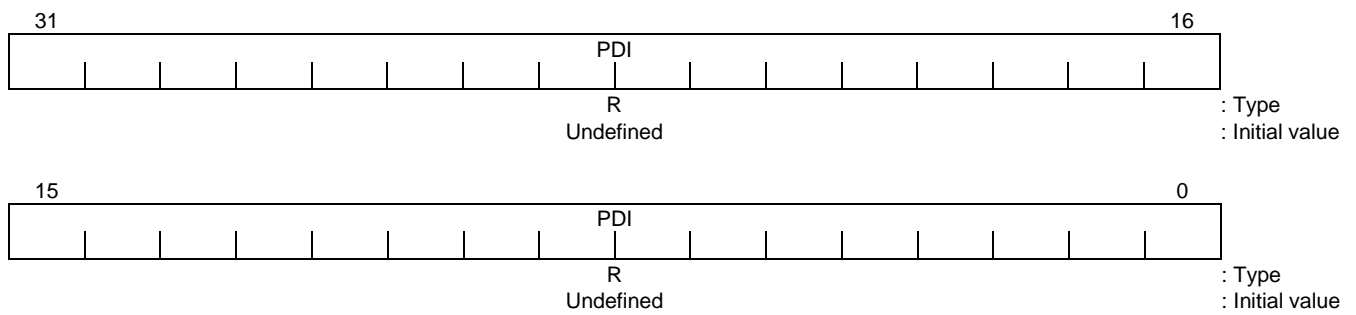 31 16
PDI
R : Type
Undefined : Initial value
15 0
PDI
R : Type
Undefined : Initial value